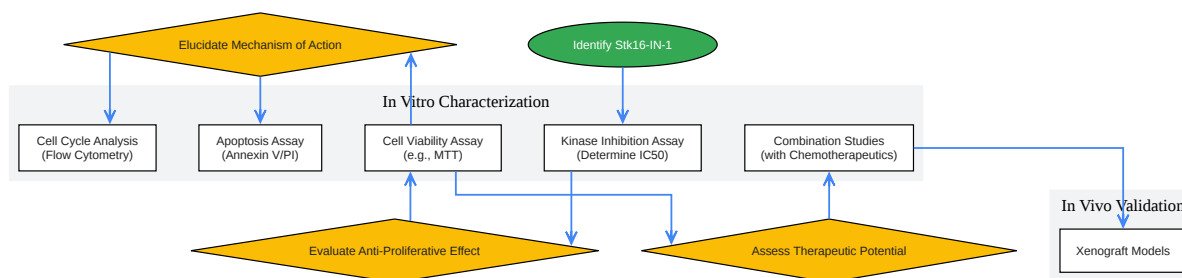 Elucidate Mechanism of Action
Identify Stk16-IN-1
In Vitro Characterization
Cell Cycle Analysis
(Flow Cytometry)
Apoptosis Assay
(Annexin V/PI)
Cell Viability Assay
(e.g., MTT)
Kinase Inhibition Assay
(Determine IC50)
Combination Studies
(with Chemotherapeutics)
In Vivo Validation
Evaluate Anti-Proliferative Effect
Assess Therapeutic Potential
Xenograft Models